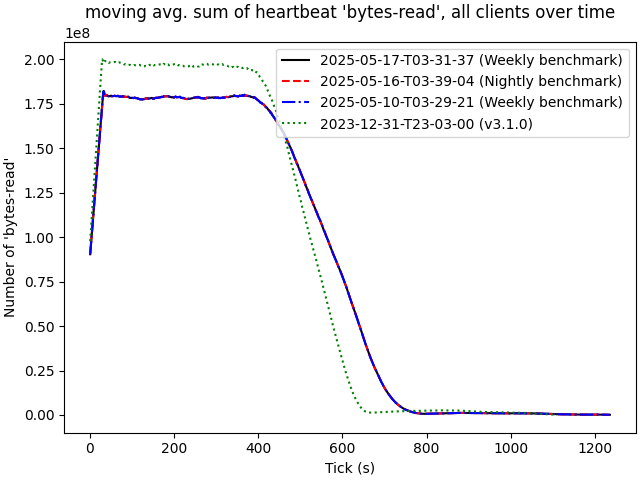 moving avg. sum of heartbeat 'bytes-read', all clients over time
1e8
2025-05-17-T03-31-37 (Weekly benchmark)
2025-05-16-T03-39-04 (Nightly benchmark)
2025-05-10-T03-29-21 (Weekly benchmark)
2023-12-31-T23-03-00 (v3.1.0)
Number of 'bytes-read'
2.00
1.75
1.50
1.25
1.00
0.75
0.50
0.25
0.00
0 200 400 600 800 1000 1200
Tick (s)